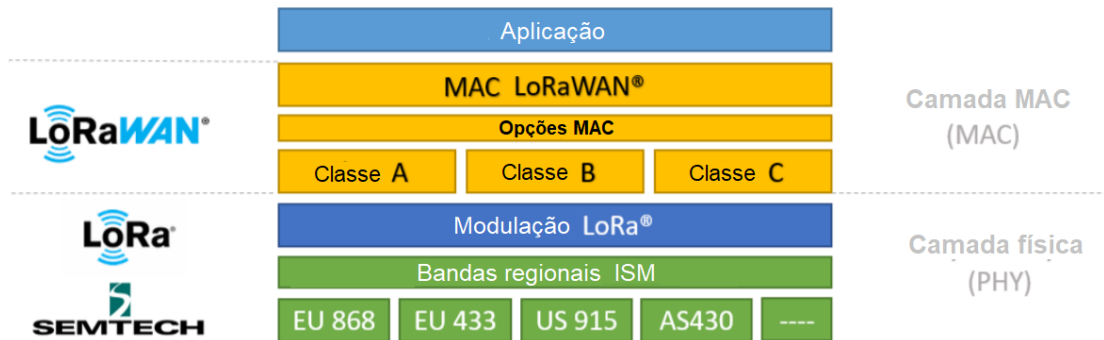 Aplicação
LoRaWAN®
MAC LoRaWAN®
Opções MAC
Classe A
Classe B
Classe C
Camada MAC
(MAC)
LoRa®
SEMTECH
Modulação LoRa®
Bandas regionais ISM
EU 868
EU 433
US 915
AS430
----
Camada física
(PHY)